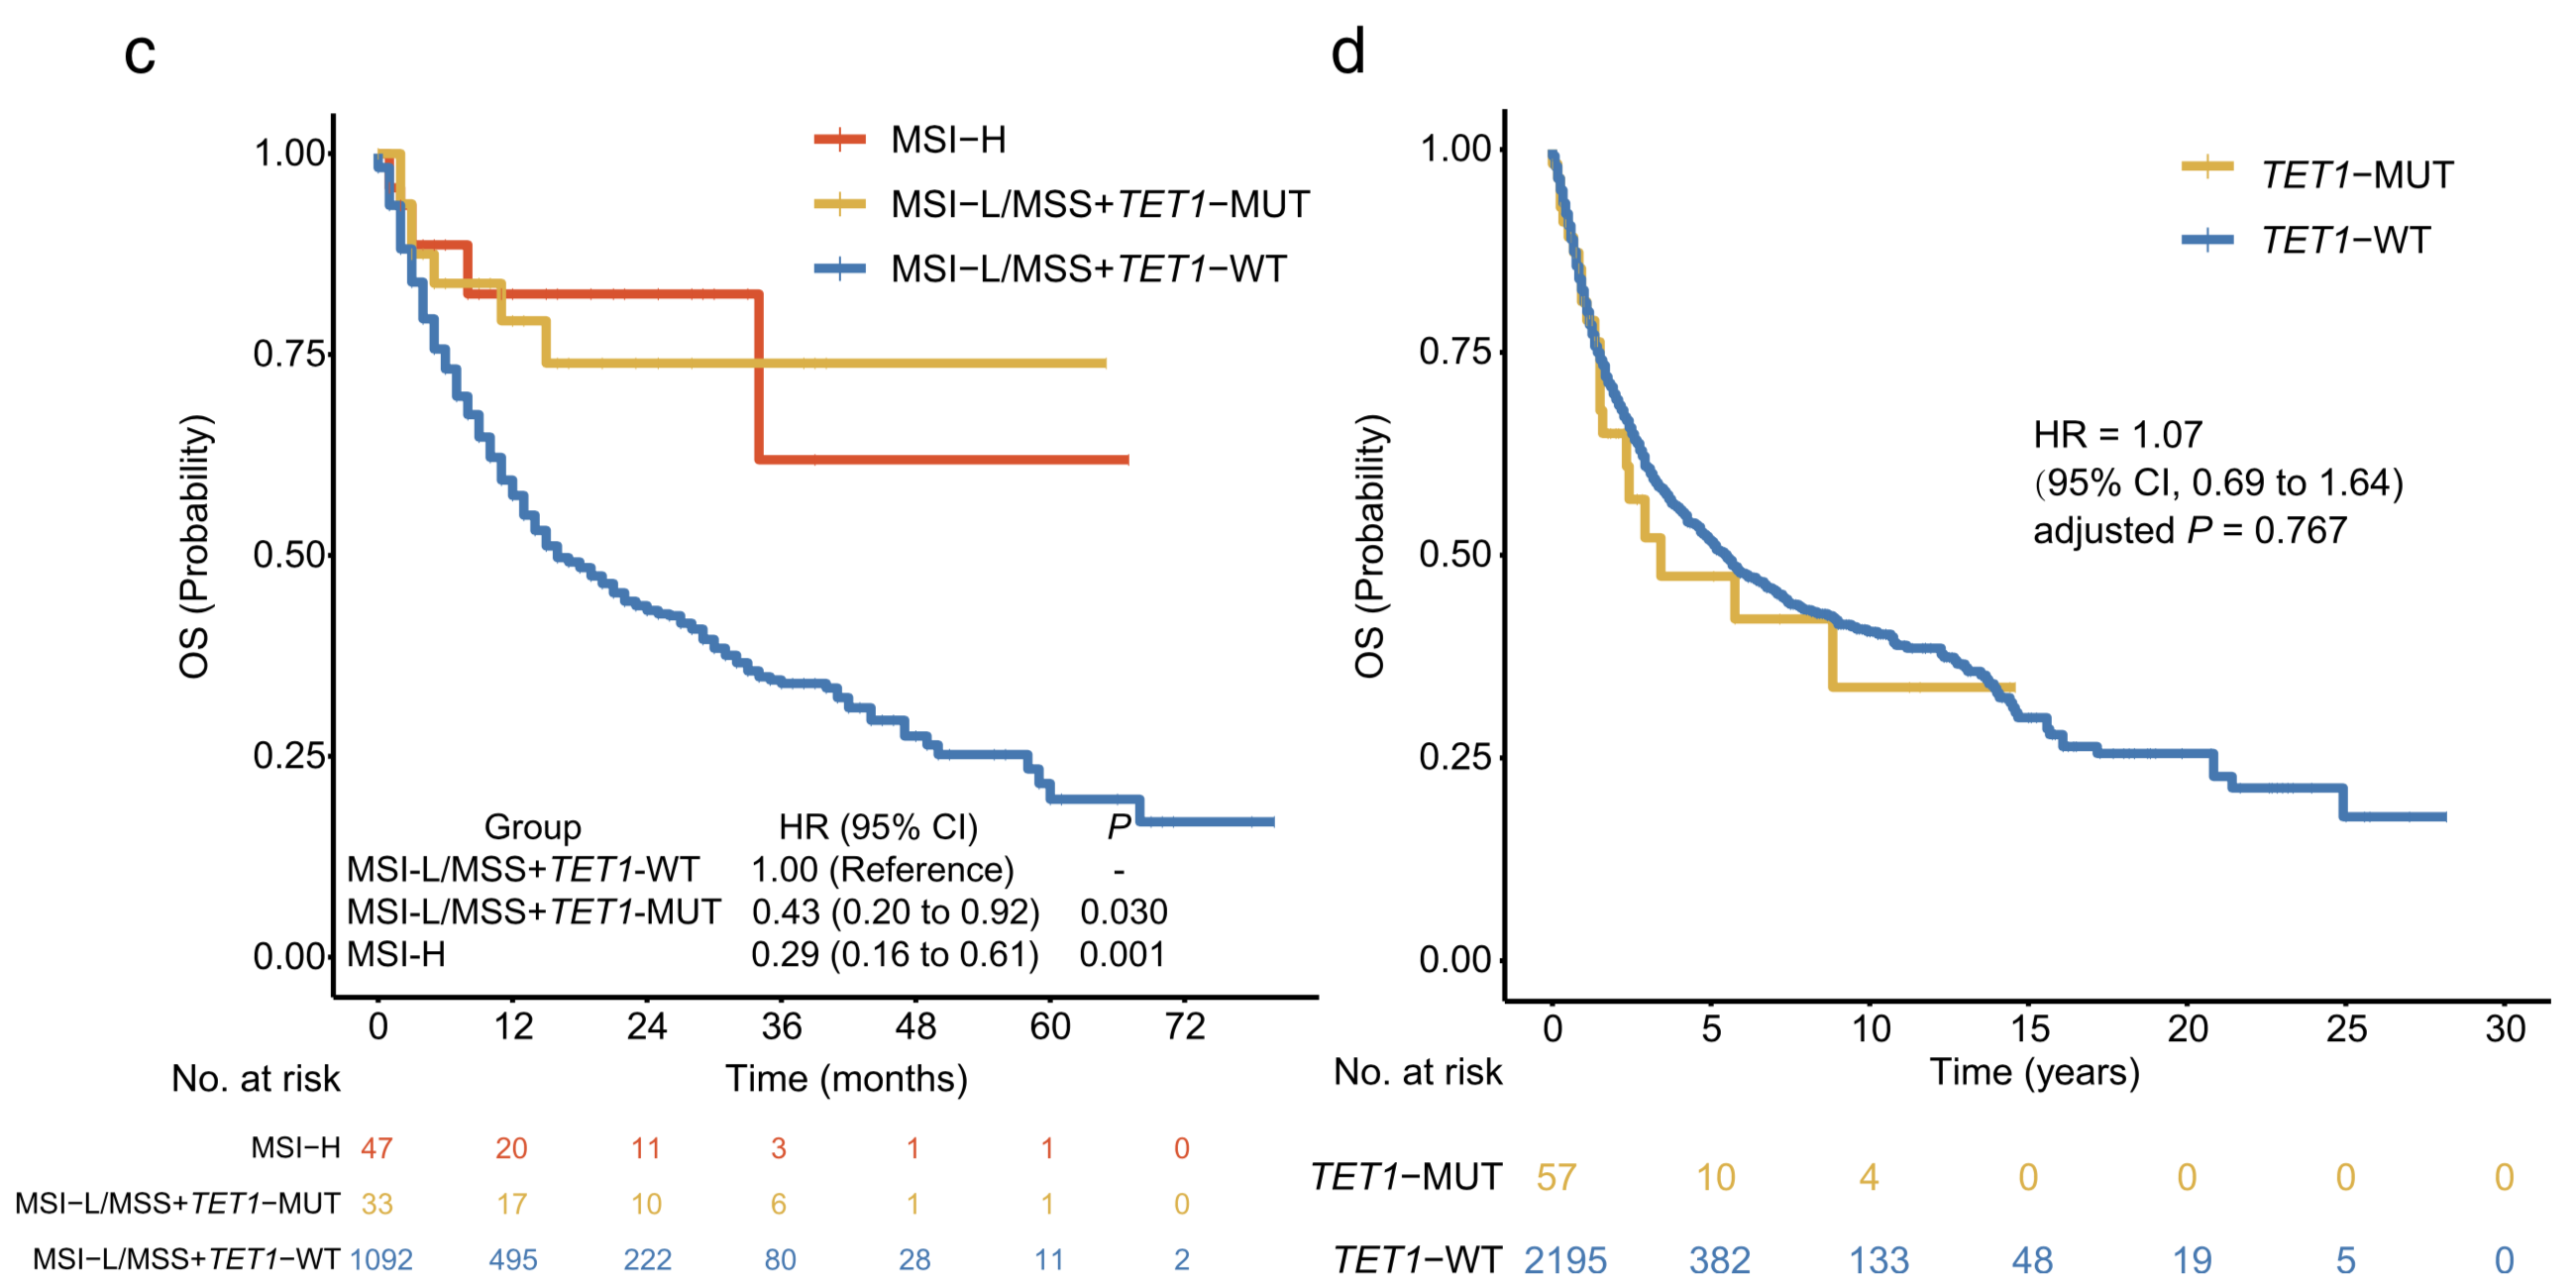 c
1.00
0.75
0.50
0.25
0.00
OS (Probability)
MSI−H
MSI−L/MSS+TET1−MUT
MSI−L/MSS+TET1−WT
Group HR (95% CI) P
MSI-L/MSS+TET1-WT 1.00 (Reference) -
MSI-L/MSS+TET1-MUT 0.43 (0.20 to 0.92) 0.030
MSI-H 0.29 (0.16 to 0.61) 0.001
0 12 24 36 48 60 72
Time (months)
No. at risk
MSI−H 47 20 11 3 1 1 0
MSI−L/MSS+TET1−MUT 33 17 10 6 1 1 0
MSI−L/MSS+TET1−WT 1092 495 222 80 28 11 2
d
1.00
0.75
0.50
0.25
0.00
OS (Probability)
TET1−MUT
TET1−WT
HR = 1.07
(95% CI, 0.69 to 1.64)
adjusted P = 0.767
0 5 10 15 20 25 30
Time (years)
No. at risk
TET1−MUT 57 10 4 0 0 0 0
TET1−WT 2195 382 133 48 19 5 0